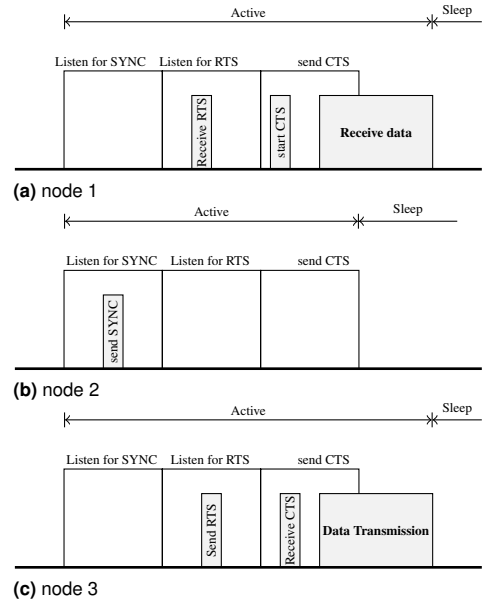 Active
Sleep
Listen for SYNC Listen for RTS send CTS
Receive RTS
start CTS
Receive data
(a) node 1
Active
Sleep
Listen for SYNC Listen for RTS send CTS
send SYNC
(b) node 2
Active
Sleep
Listen for SYNC Listen for RTS send CTS
Send RTS
Receive CTS
Data Transmission
(c) node 3